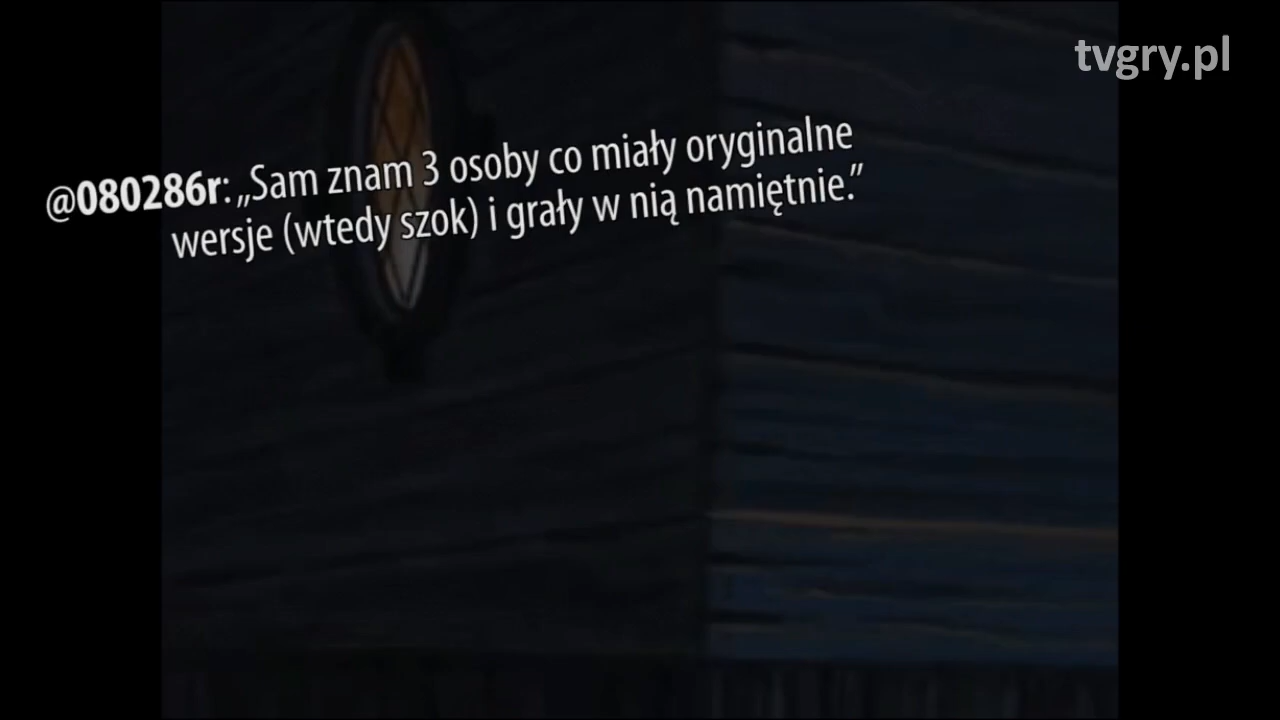 tvgry.pl
@080286r: „Sam znam 3 osoby co miały oryginalne
wersje (wtedy szok) i grały w nią namiętnie.”